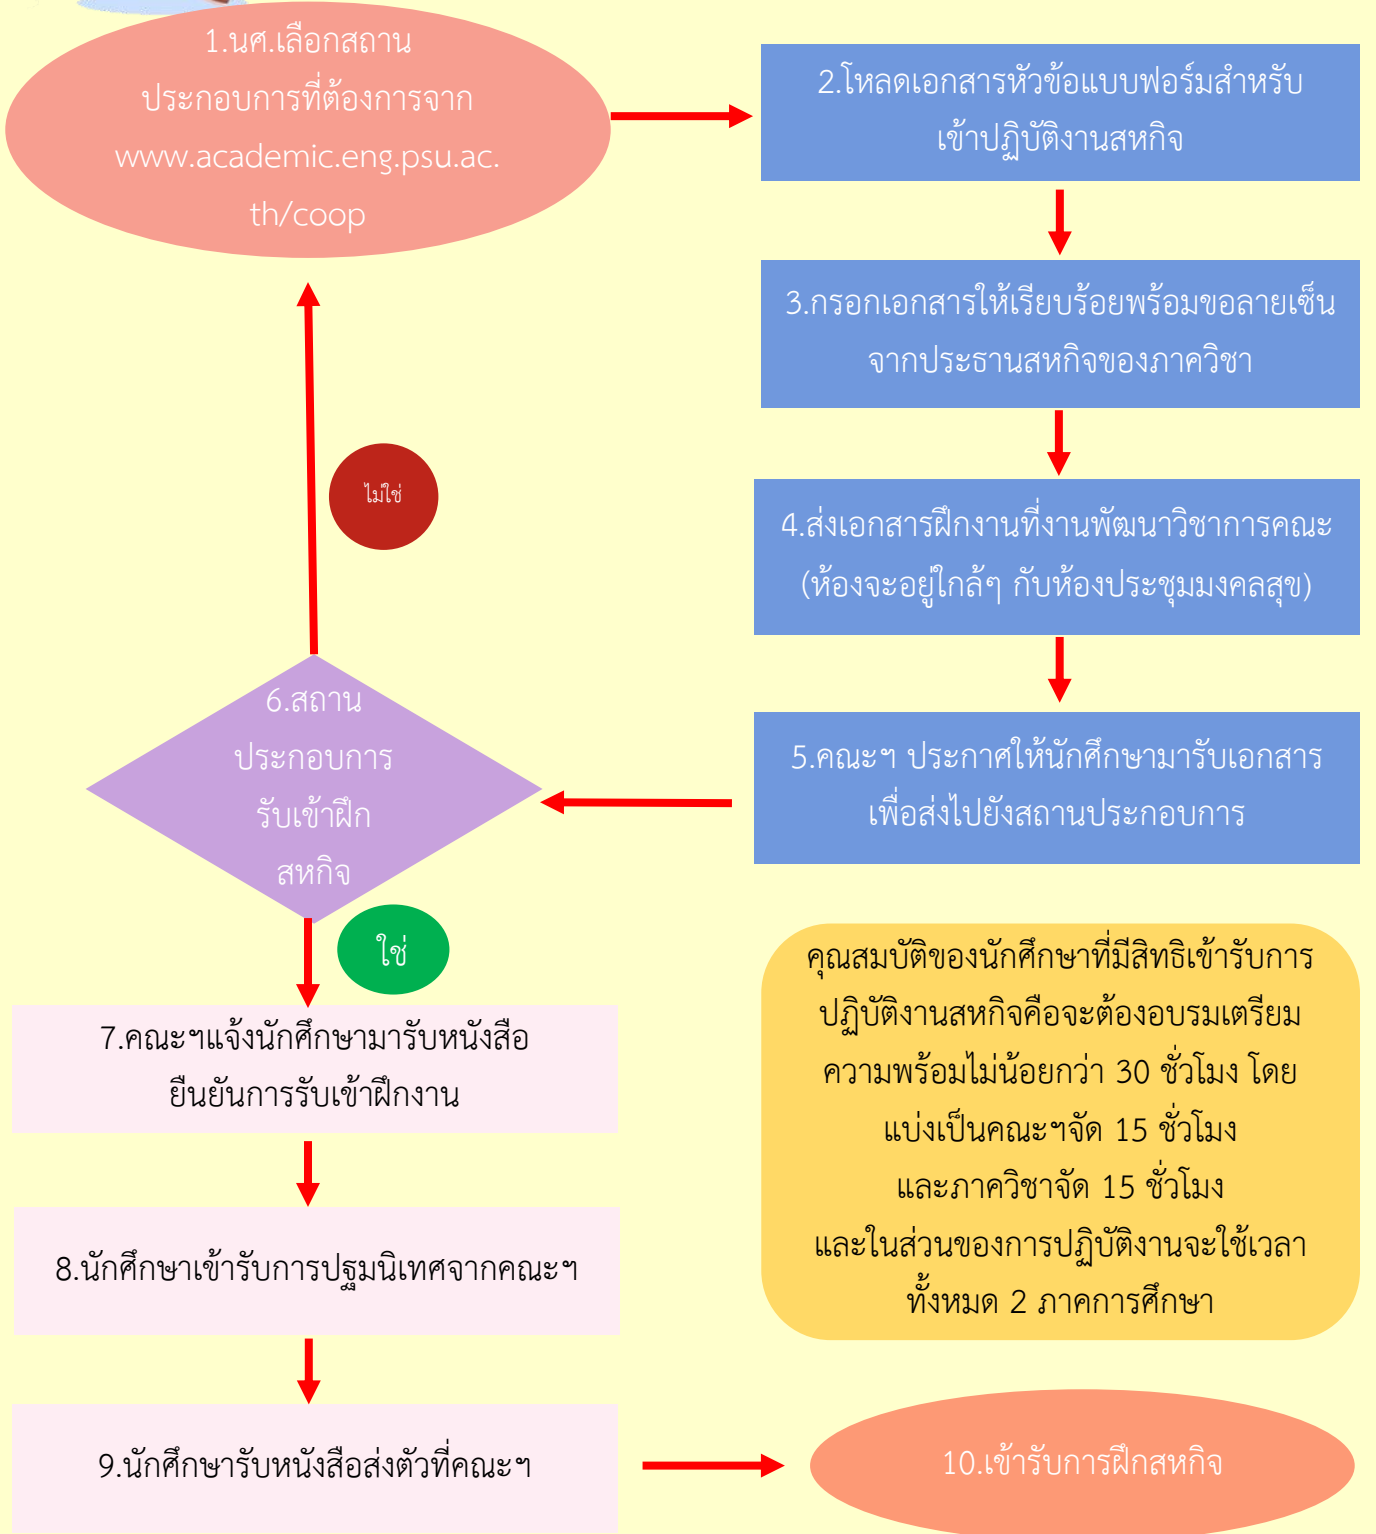 1.นศ.เลือกสถาน
ประกอบการที่ต้องการจาก
www.academic.eng.psu.ac.
th/coop
2.โหลดเอกสารหัวข้อแบบฟอร์มสำหรับ
เข้าปฏิบัติงานสหกิจ
3.กรอกเอกสารให้เรียบร้อยพร้อมขอลายเซ็น
จากประธานสหกิจของภาควิชา
4.ส่งเอกสารฝึกงานที่งานพัฒนาวิชาการคณะ
(ห้องจะอยู่ใกล้ๆ กับห้องประชุมมงคลสุข)
5.คณะฯ ประกาศให้นักศึกษามารับเอกสาร
เพื่อส่งไปยังสถานประกอบการ
6.สถาน
ประกอบการ
รับเข้าฝึก
สหกิจ
ไม่ใช่
ใช่
7.คณะฯแจ้งนักศึกษามารับหนังสือ
ยืนยันการรับเข้าฝึกงาน
8.นักศึกษาเข้ารับการปฐมนิเทศจากคณะฯ
9.นักศึกษารับหนังสือส่งตัวที่คณะฯ
10.เข้ารับการฝึกสหกิจ
คุณสมบัติของนักศึกษาที่มีสิทธิเข้ารับการ
ปฏิบัติงานสหกิจคือจะต้องอบรมเตรียม
ความพร้อมไม่น้อยกว่า 30 ชั่วโมง โดย
แบ่งเป็นคณะฯจัด 15 ชั่วโมง
และภาควิชาจัด 15 ชั่วโมง
และในส่วนของการปฏิบัติงานจะใช้เวลา
ทั้งหมด 2 ภาคการศึกษา